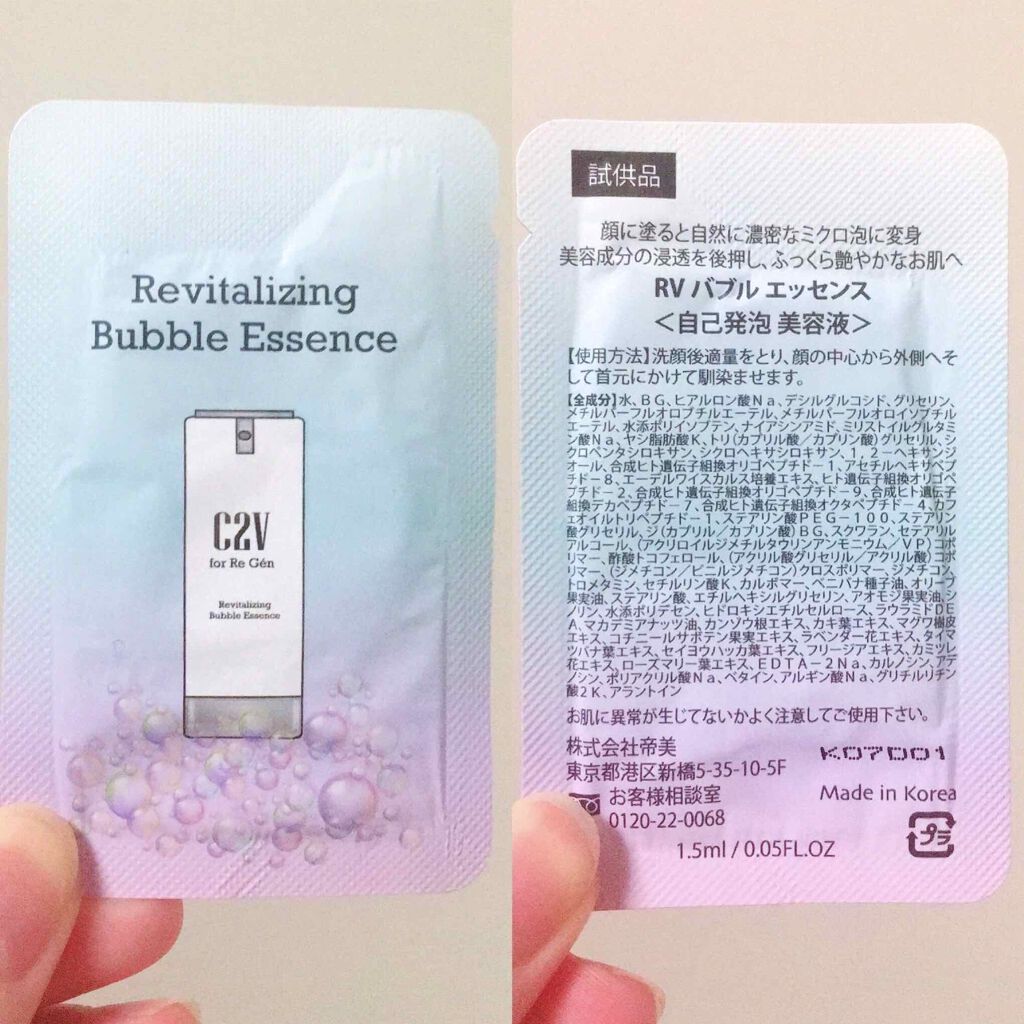 Revitalizing
Bubble Essence
C2V
for Re Gén
Revitalizing
Bubble Essence
試供品
顔に塗ると自然に濃密なミクロ泡に変身
美容成分の浸透を後押し、ふっくら艶やかなお肌へ
RV バブル エッセンス
＜自己発泡 美容液＞
【使用方法】洗顔後適量をとり、顔の中心から外側へそ
して首元にかけて馴染ませます。
【全成分】水、ＢＧ、ヒアルロン酸Ｎａ、デシルグルコシド、グリセリン、
メチルパーフルオロブチルエーテル、メチルパーフルオロイソブチル
エーテル、水添ポリイソブテン、ナイアシンアミド、ミリストイルグルタミ
ン酸Ｎａ、ヤシ脂肪酸Ｋ、トリ（カプリル酸／カプリン酸）グリセリル、シ
クロペンタシロキサン、シクロヘキサシロキサン、１，２－ヘキサンジ
オール、合成ヒト遺伝子組換オリゴペプチド－１、アセチルヘキサペプ
チド－８、エーデルワイスカルス培養エキス、ヒト遺伝子組換オリゴペ
プチド－２、合成ヒト遺伝子組換オリゴペプチド－９、合成ヒト遺伝子
組換デカペプチド－７、合成ヒト遺伝子組換オクタペプチド－４、カフ
ェオイルトリペプチド－１、ステアリン酸ＰＥＧ－１００、ステアリン
酸グリセリル、ジ（カプリル／カプリン酸）ＢＧ、スクワラン、セテアリル
アルコール、（アクリロイルジメチルタウリンアンモニウム／ＶＰ）コポ
リマー、酢酸トコフェロール、（アクリル酸グリセリル／アクリル酸）コポ
リマー、（ジメチコン／ビニルジメチコン）クロスポリマー、ジメチコン、
トロメタミン、セチルリン酸Ｋ、カルボマー、ベニバナ種子油、オリーブ
果実油、ステアリン酸、エチルヘキシルグリセリン、アオモジ果実油、シ
ノリン、水添ポリデセン、ヒドロキシエチルセルロース、ラウラミドＤＥ
Ａ、マカデミアナッツ油、カンゾウ根エキス、カキ葉エキス、マグワ樹皮
エキス、コチニールサボテン果実エキス、ラベンダー花エキス、タイマ
ツバナ葉エキス、セイヨウハッカ葉エキス、フリージアエキス、カミツレ
花エキス、ローズマリー葉エキス、ＥＤＴＡ－２Ｎａ、カルノシン、アデ
ノシン、ポリアクリル酸Ｎａ、ベタイン、アルギン酸Ｎａ、グリチルリチン
酸２Ｋ、アラントイン
お肌に異常が生じてないかよく注意してご使用下さい。
株式会社帝美
東京都港区新橋5-35-10-5F
お客様相談室
0120-22-0068
K07D01
Made in Korea
プラ
1.5ml / 0.05FL.OZ